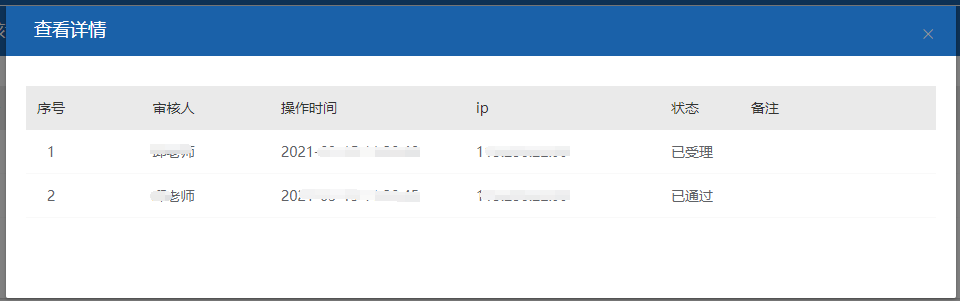 查看详情
序号 审核人 操作时间 ip 状态 备注
1 老师 2021- 已受理
2 老师 已通过